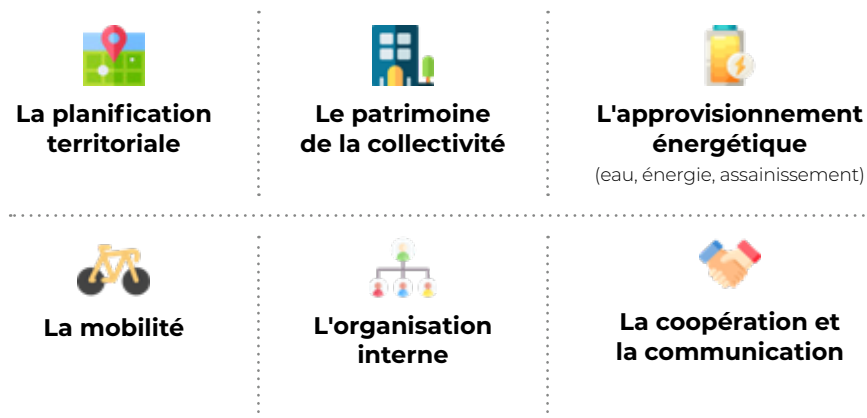 La planification
territoriale
Le patrimoine
de la collectivité
L'approvisionnement
énergétique
(eau, énergie, assainissement)
La mobilité
L'organisation
interne
La coopération et
la communication